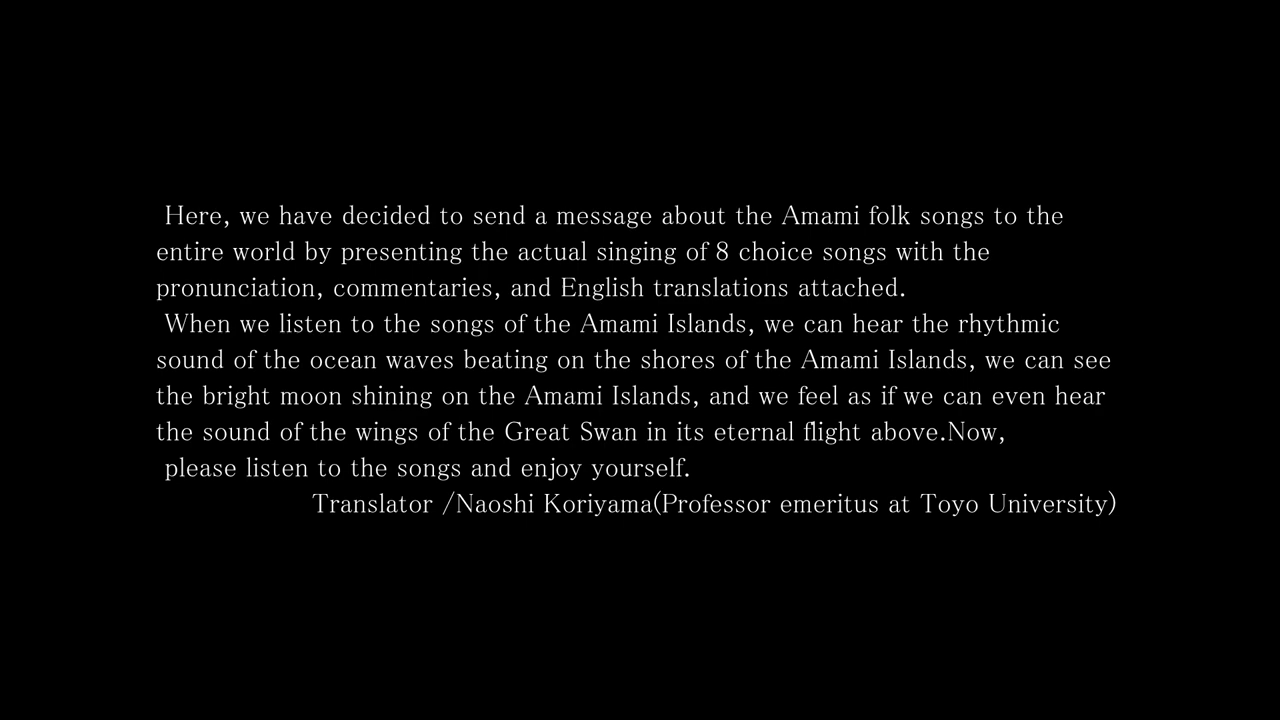 Here, we have decided to send a message about the Amami folk songs to the
entire world by presenting the actual singing of 8 choice songs with the
pronunciation, commentaries, and English translations attached.
When we listen to the songs of the Amami Islands, we can hear the rhythmic
sound of the ocean waves beating on the shores of the Amami Islands, we can see
the bright moon shining on the Amami Islands, and we feel as if we can even hear
the sound of the wings of the Great Swan in its eternal flight above.Now,
please listen to the songs and enjoy yourself.
Translator /Naoshi Koriyama(Professor emeritus at Toyo University)